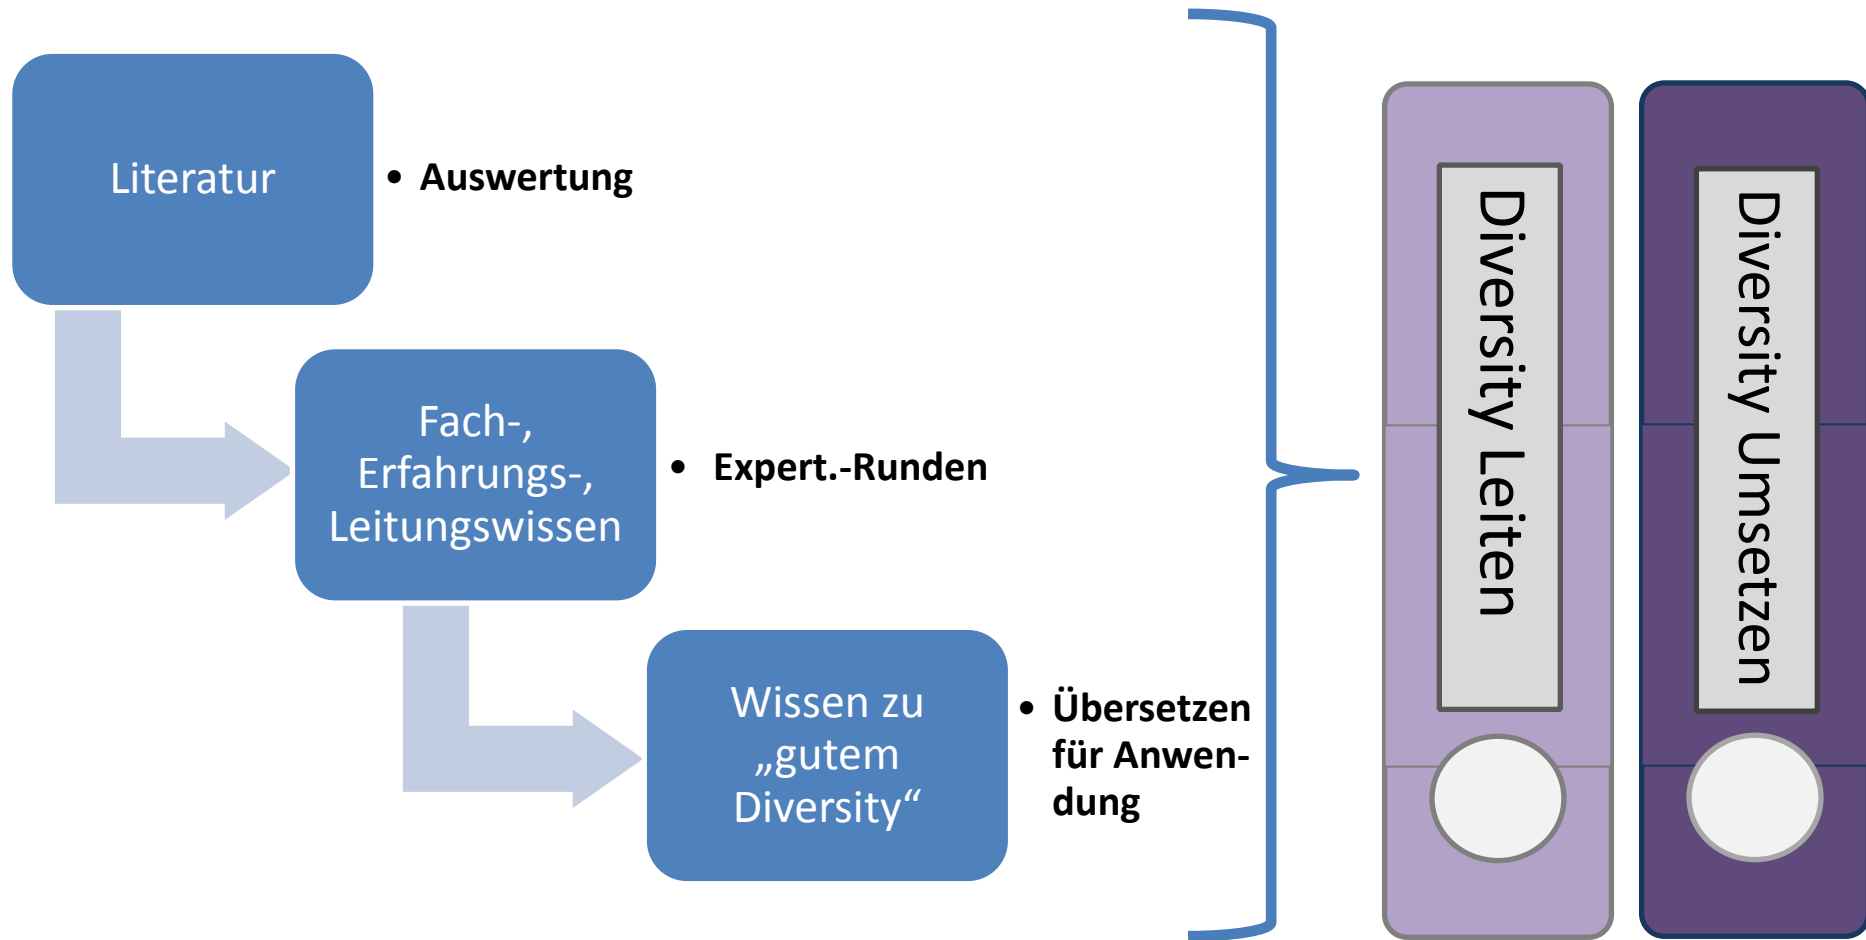 Literatur
• Auswertung
Fach-,
Erfahrungs-,
Leitungswissen
• Expert.-Runden
Wissen zu
„gutem
Diversity“
• Übersetzen
für Anwen-
dung
Diversity Leiten
Diversity Umsetzen